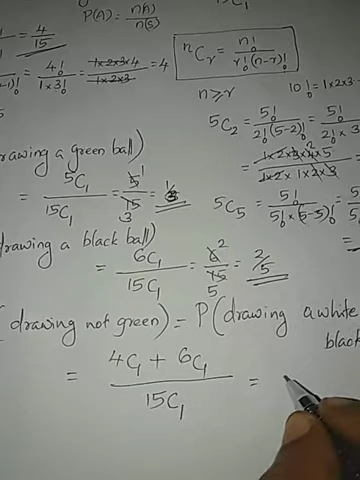 P(A) = n(A)/n(S)
15C₁
= 4/15
= 4!/1×3! = 1×2×3×4/1×2×3 = 4
ⁿCᵣ = n!/r!(n-r)!
n ≥ r
10! = 1×2×3
5C₂ = 5!/2!(5-2)! = 5!/2!×3
= 1×2×3×4×5/1×2×1×2×3
drawing a green ball)
= 5C₁/15C₁ = 5/15 = 1/3
5C₅ = 5!/5!×(5-5)! = 5
drawing a black ball)
= 6C₁/15C₁ = 6/15 = 2/5
(drawing not green) = P(drawing a white
black
= 4C₁ + 6C₁/15C₁ =